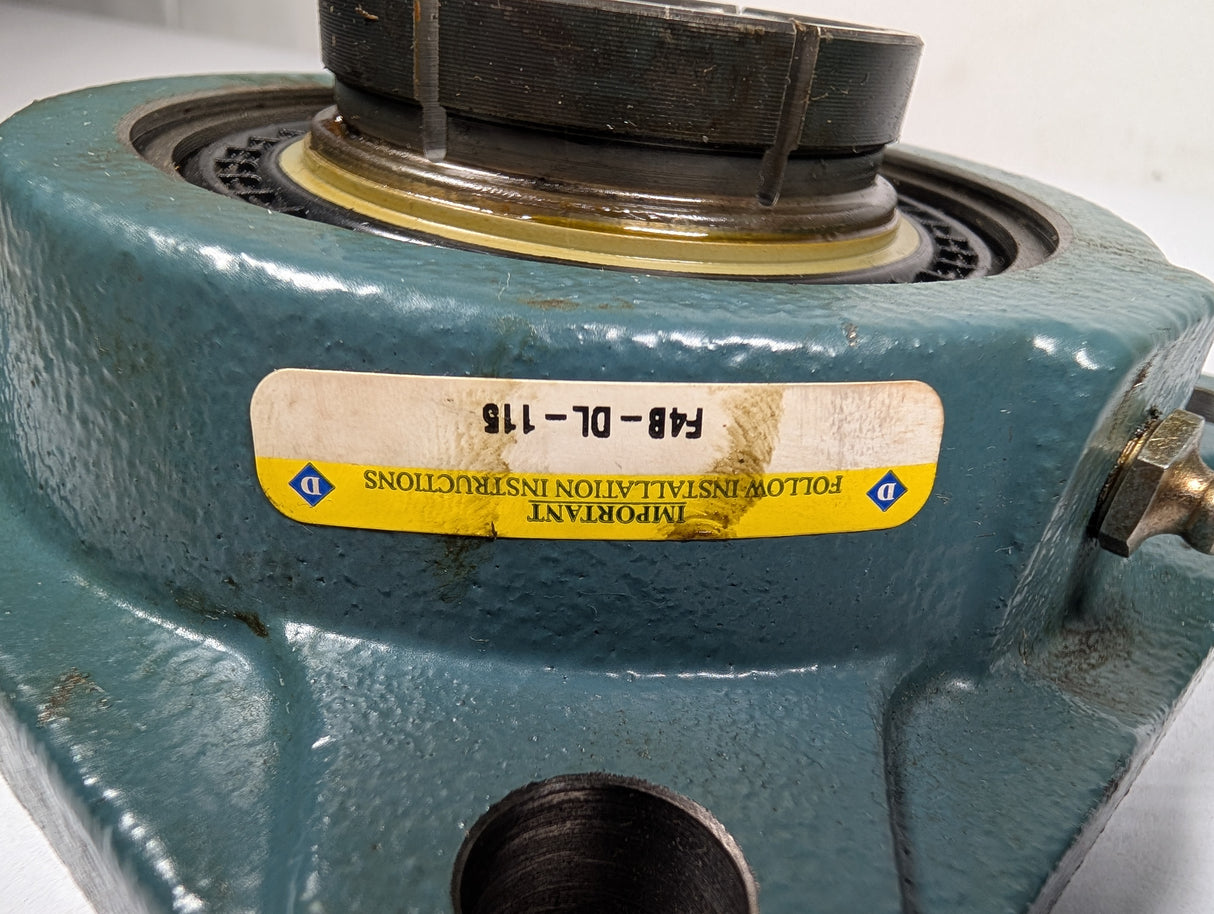 IMPORTANT
D FOLLOW INSTALLATION INSTRUCTIONS D
F4B-DL-115